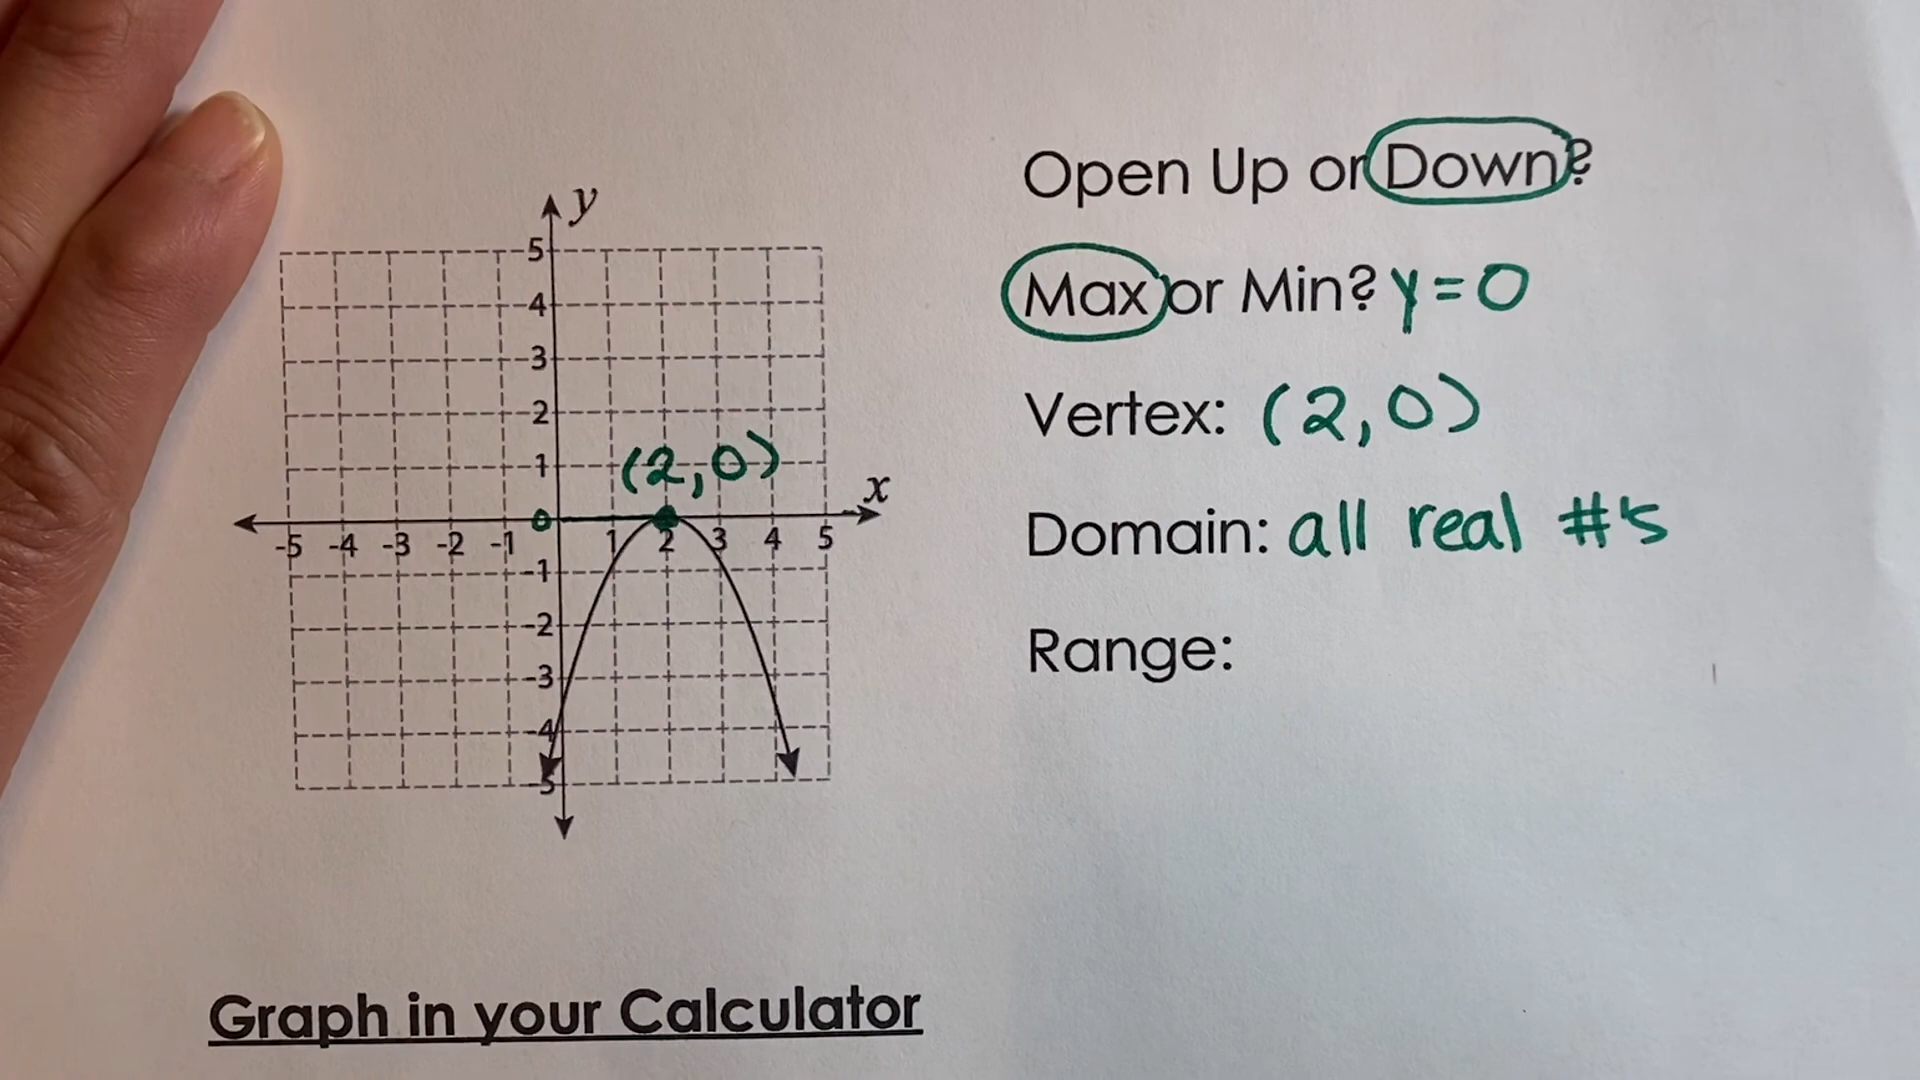 Open Up or Down?
Max or Min? y=0
Vertex: (2,0)
Domain: all real #'s
Range:
y
5
4
3
2
1
(2,0)
x
0
-5 -4 -3 -2 -1 1 2 3 4 5
-1
-2
-3
-4
-5
Graph in your Calculator